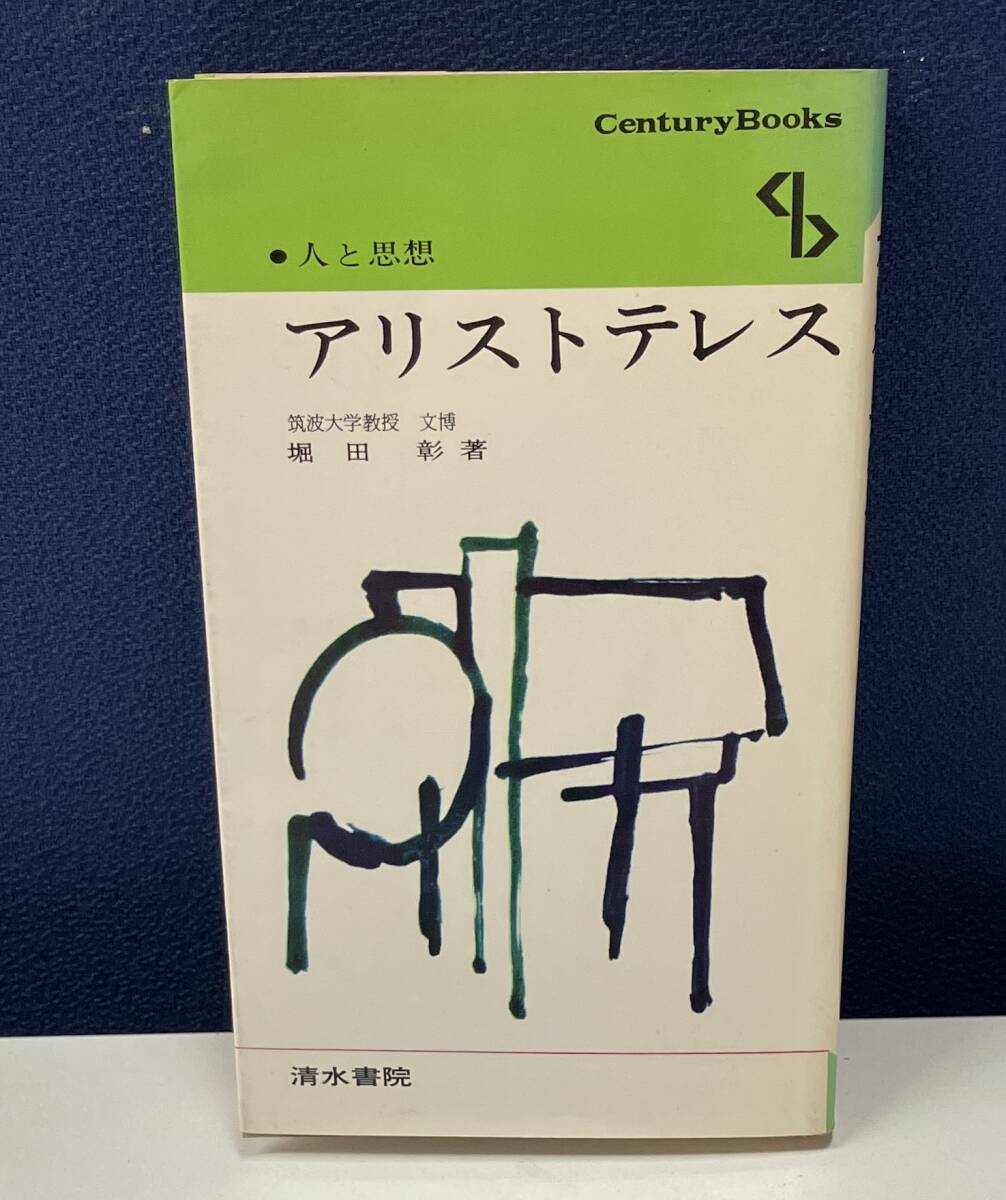 CenturyBooks
●人と思想
アリストテレス
筑波大学教授　文博
堀田　彰著
清水書院